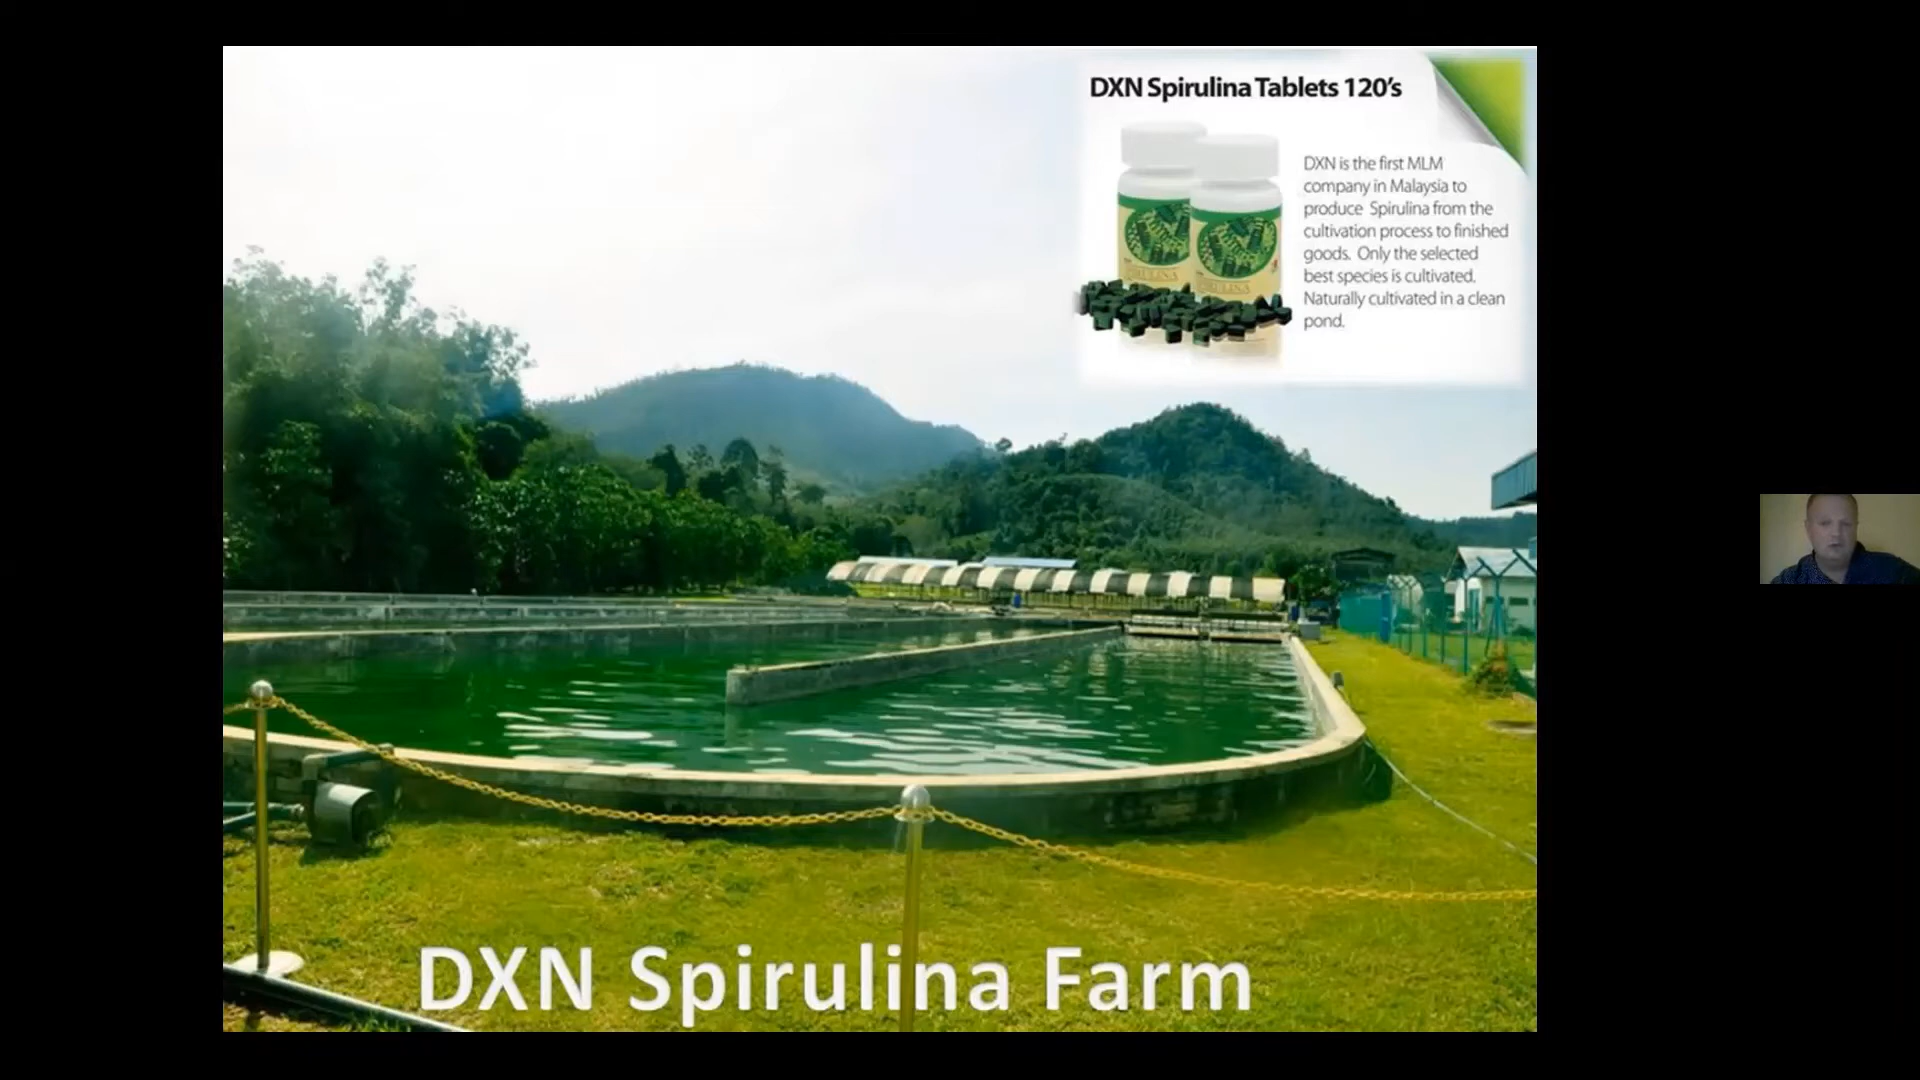 DXN Spirulina Tablets 120's
DXN is the first MLM
company in Malaysia to
produce Spirulina from the
cultivation process to finished
goods. Only the selected
best species is cultivated.
Naturally cultivated in a clean
pond.
DXN Spirulina Farm